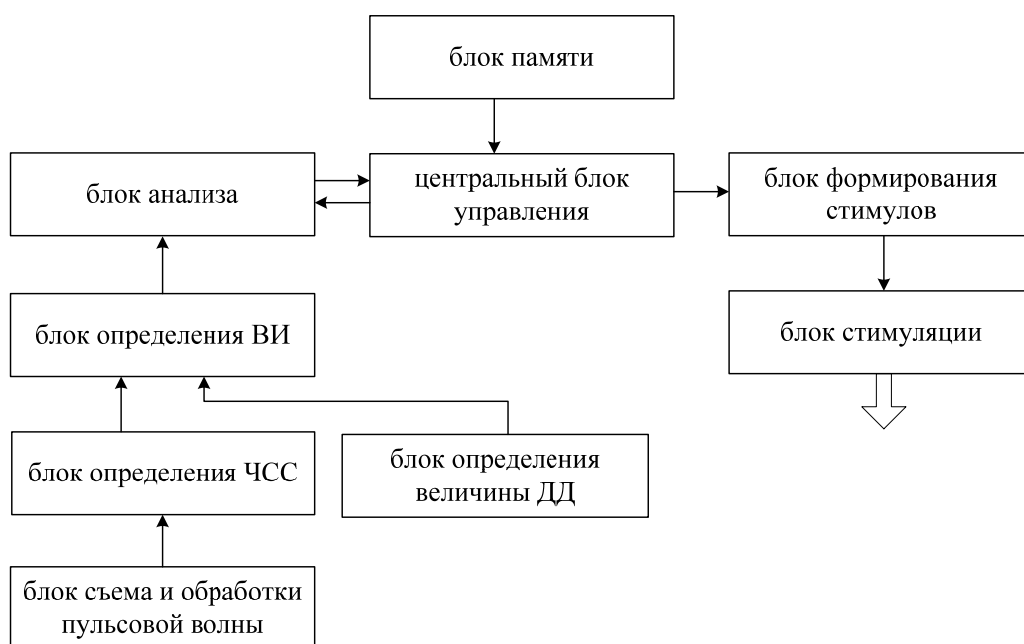 блок памяти
блок анализа
центральный блок
управления
блок формирования
стимулов
блок определения ВИ
блок стимуляции
блок определения ЧСС
блок определения
величины ДД
блок съема и обработки
пульсовой волны